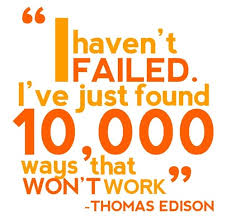 “I haven't
FAILED.
I've just found
10,000
ways that
WON'T WORK”
-THOMAS EDISON